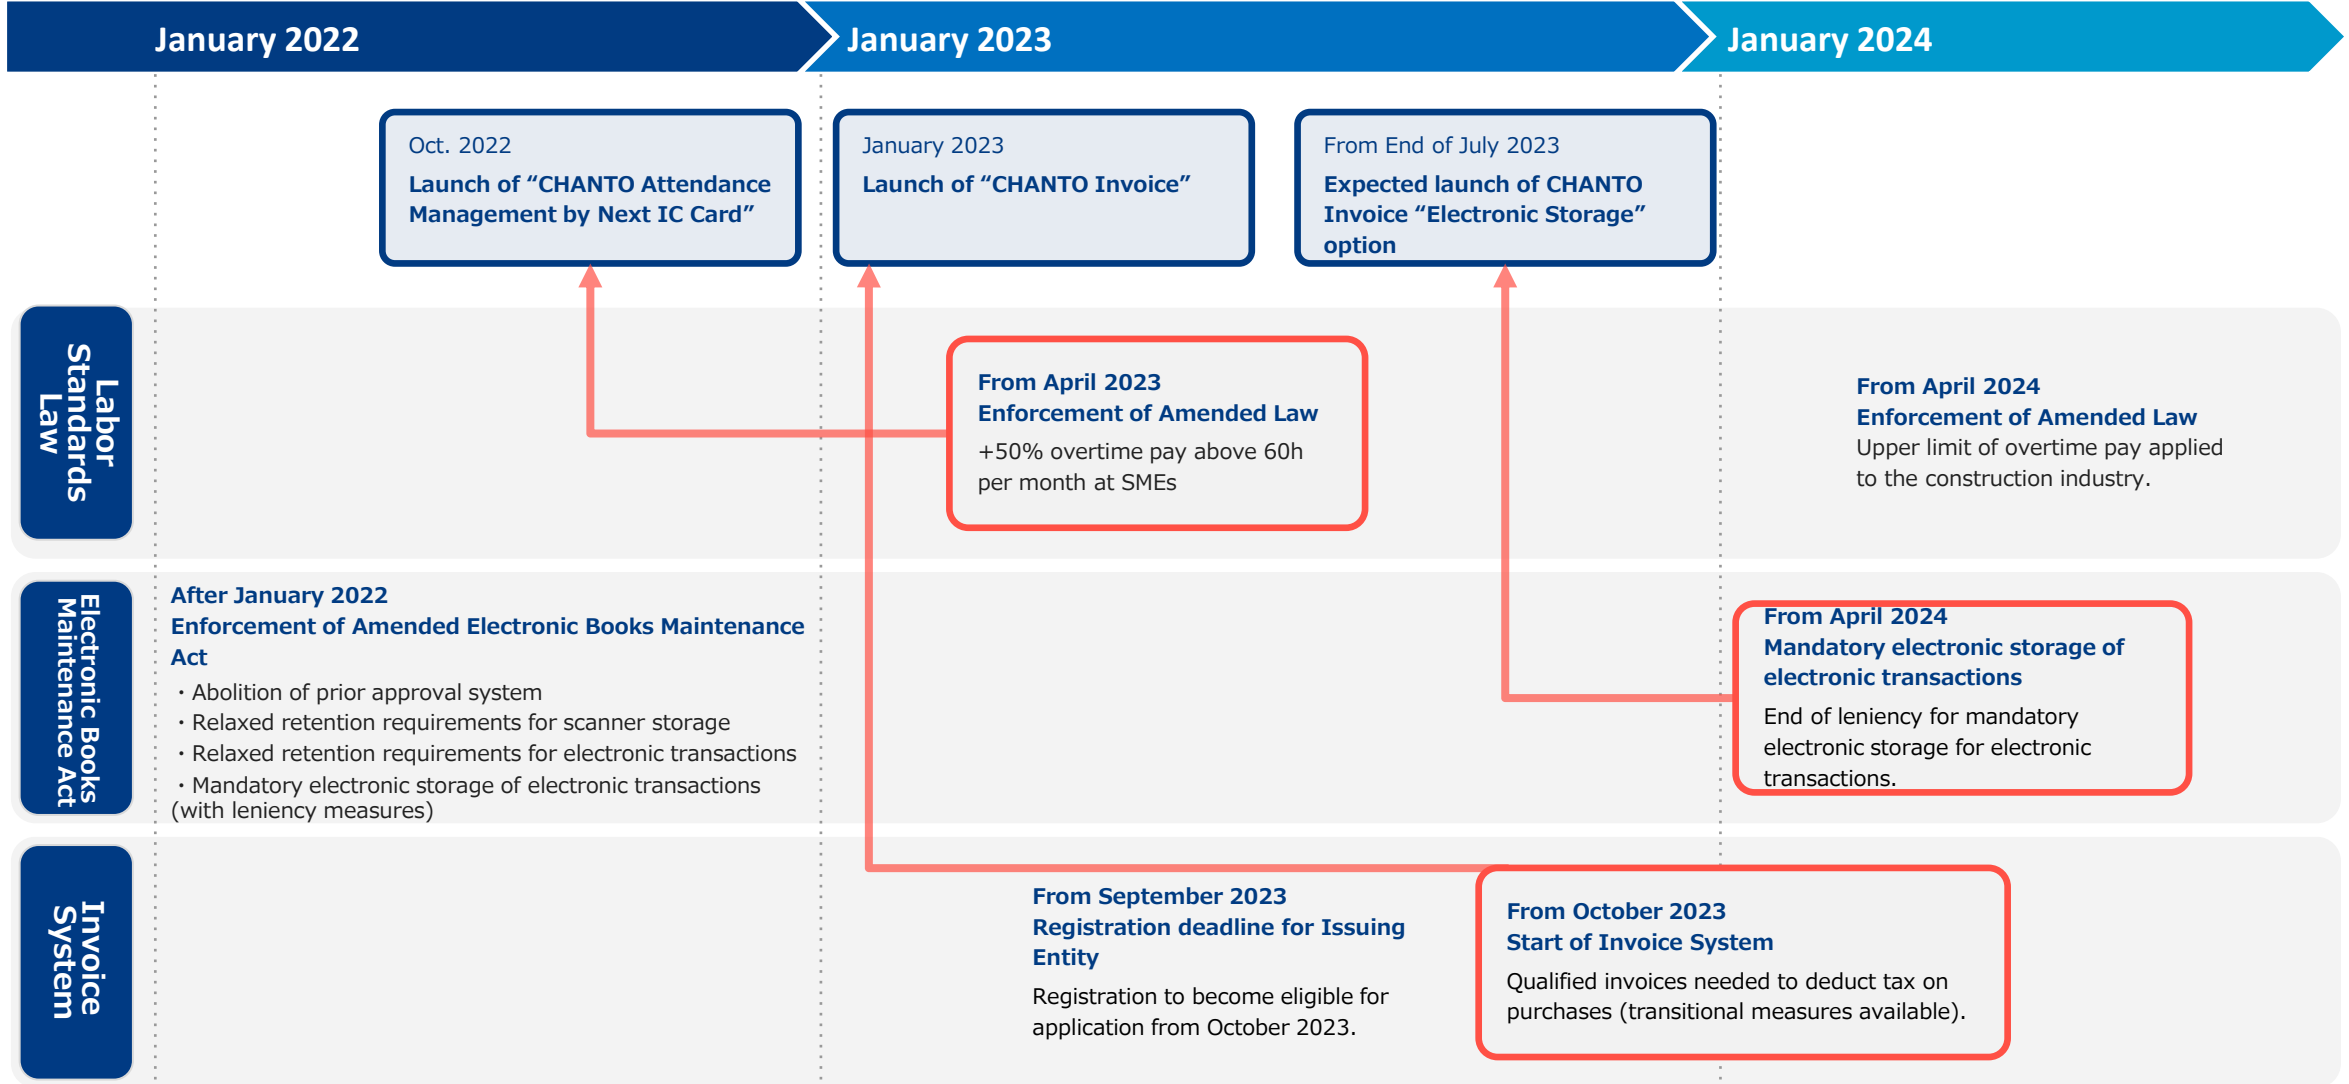 January 2022
January 2023
January 2024
Oct. 2022
Launch of “CHANTO Attendance
Management by Next IC Card”
January 2023
Launch of “CHANTO Invoice”
From End of July 2023
Expected launch of CHANTO
Invoice “Electronic Storage”
option
Labor
Standards
Law
From April 2023
Enforcement of Amended Law
+50% overtime pay above 60h
per month at SMEs
From April 2024
Enforcement of Amended Law
Upper limit of overtime pay applied
to the construction industry.
Electronic Books
Maintenance Act
After January 2022
Enforcement of Amended Electronic Books Maintenance
Act
・Abolition of prior approval system
・Relaxed retention requirements for scanner storage
・Relaxed retention requirements for electronic transactions
・Mandatory electronic storage of electronic transactions
(with leniency measures)
From April 2024
Mandatory electronic storage of
electronic transactions
End of leniency for mandatory
electronic storage for electronic
transactions.
Invoice
System
From September 2023
Registration deadline for Issuing
Entity
Registration to become eligible for
application from October 2023.
From October 2023
Start of Invoice System
Qualified invoices needed to deduct tax on
purchases (transitional measures available).